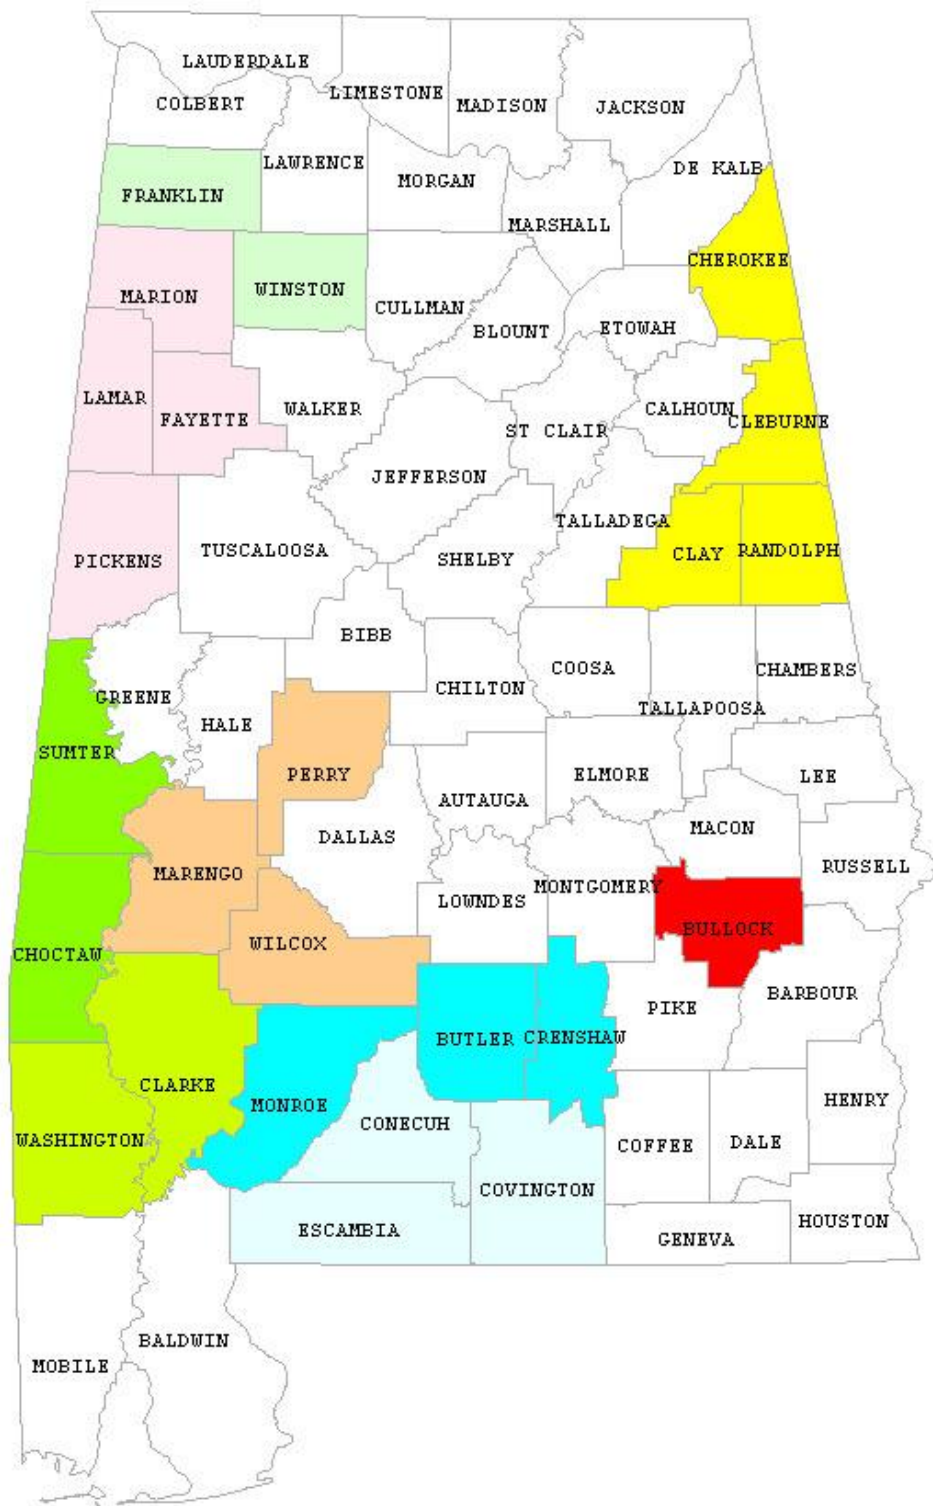 LAUDERDALE
LIMESTONE
MADISON
JACKSON
COLBERT
LAWRENCE
DE KALB
MORGAN
FRANKLIN
MARSHALL
CHEROKEE
WINSTON
MARION
CULLMAN
BLOUNT
ETOWAH
LAMAR
WALKER
CALHOUN
FAYETTE
CLEBURNE
ST CLAIR
JEFFERSON
TALLADEGA
TUSCALOOSA
CLAY
RANDOLPH
PICKENS
SHELBY
BIBB
COOSA
CHAMBERS
CHILTON
GREENE
TALLAPOOSA
HALE
SUMTER
PERRY
ELMORE
LEE
AUTAUGA
MACON
DALLAS
RUSSELL
MARENGO
MONTGOMERY
LOWNDES
BULLOCK
WILCOX
CHOCTAW
BARBOUR
PIKE
BUTLER
CRENSHAW
CLARKE
HENRY
MONROE
CONECUH
WASHINGTON
COFFEE
DALE
COVINGTON
HOUSTON
ESCAMBIA
GENEVA
BALDWIN
MOBILE